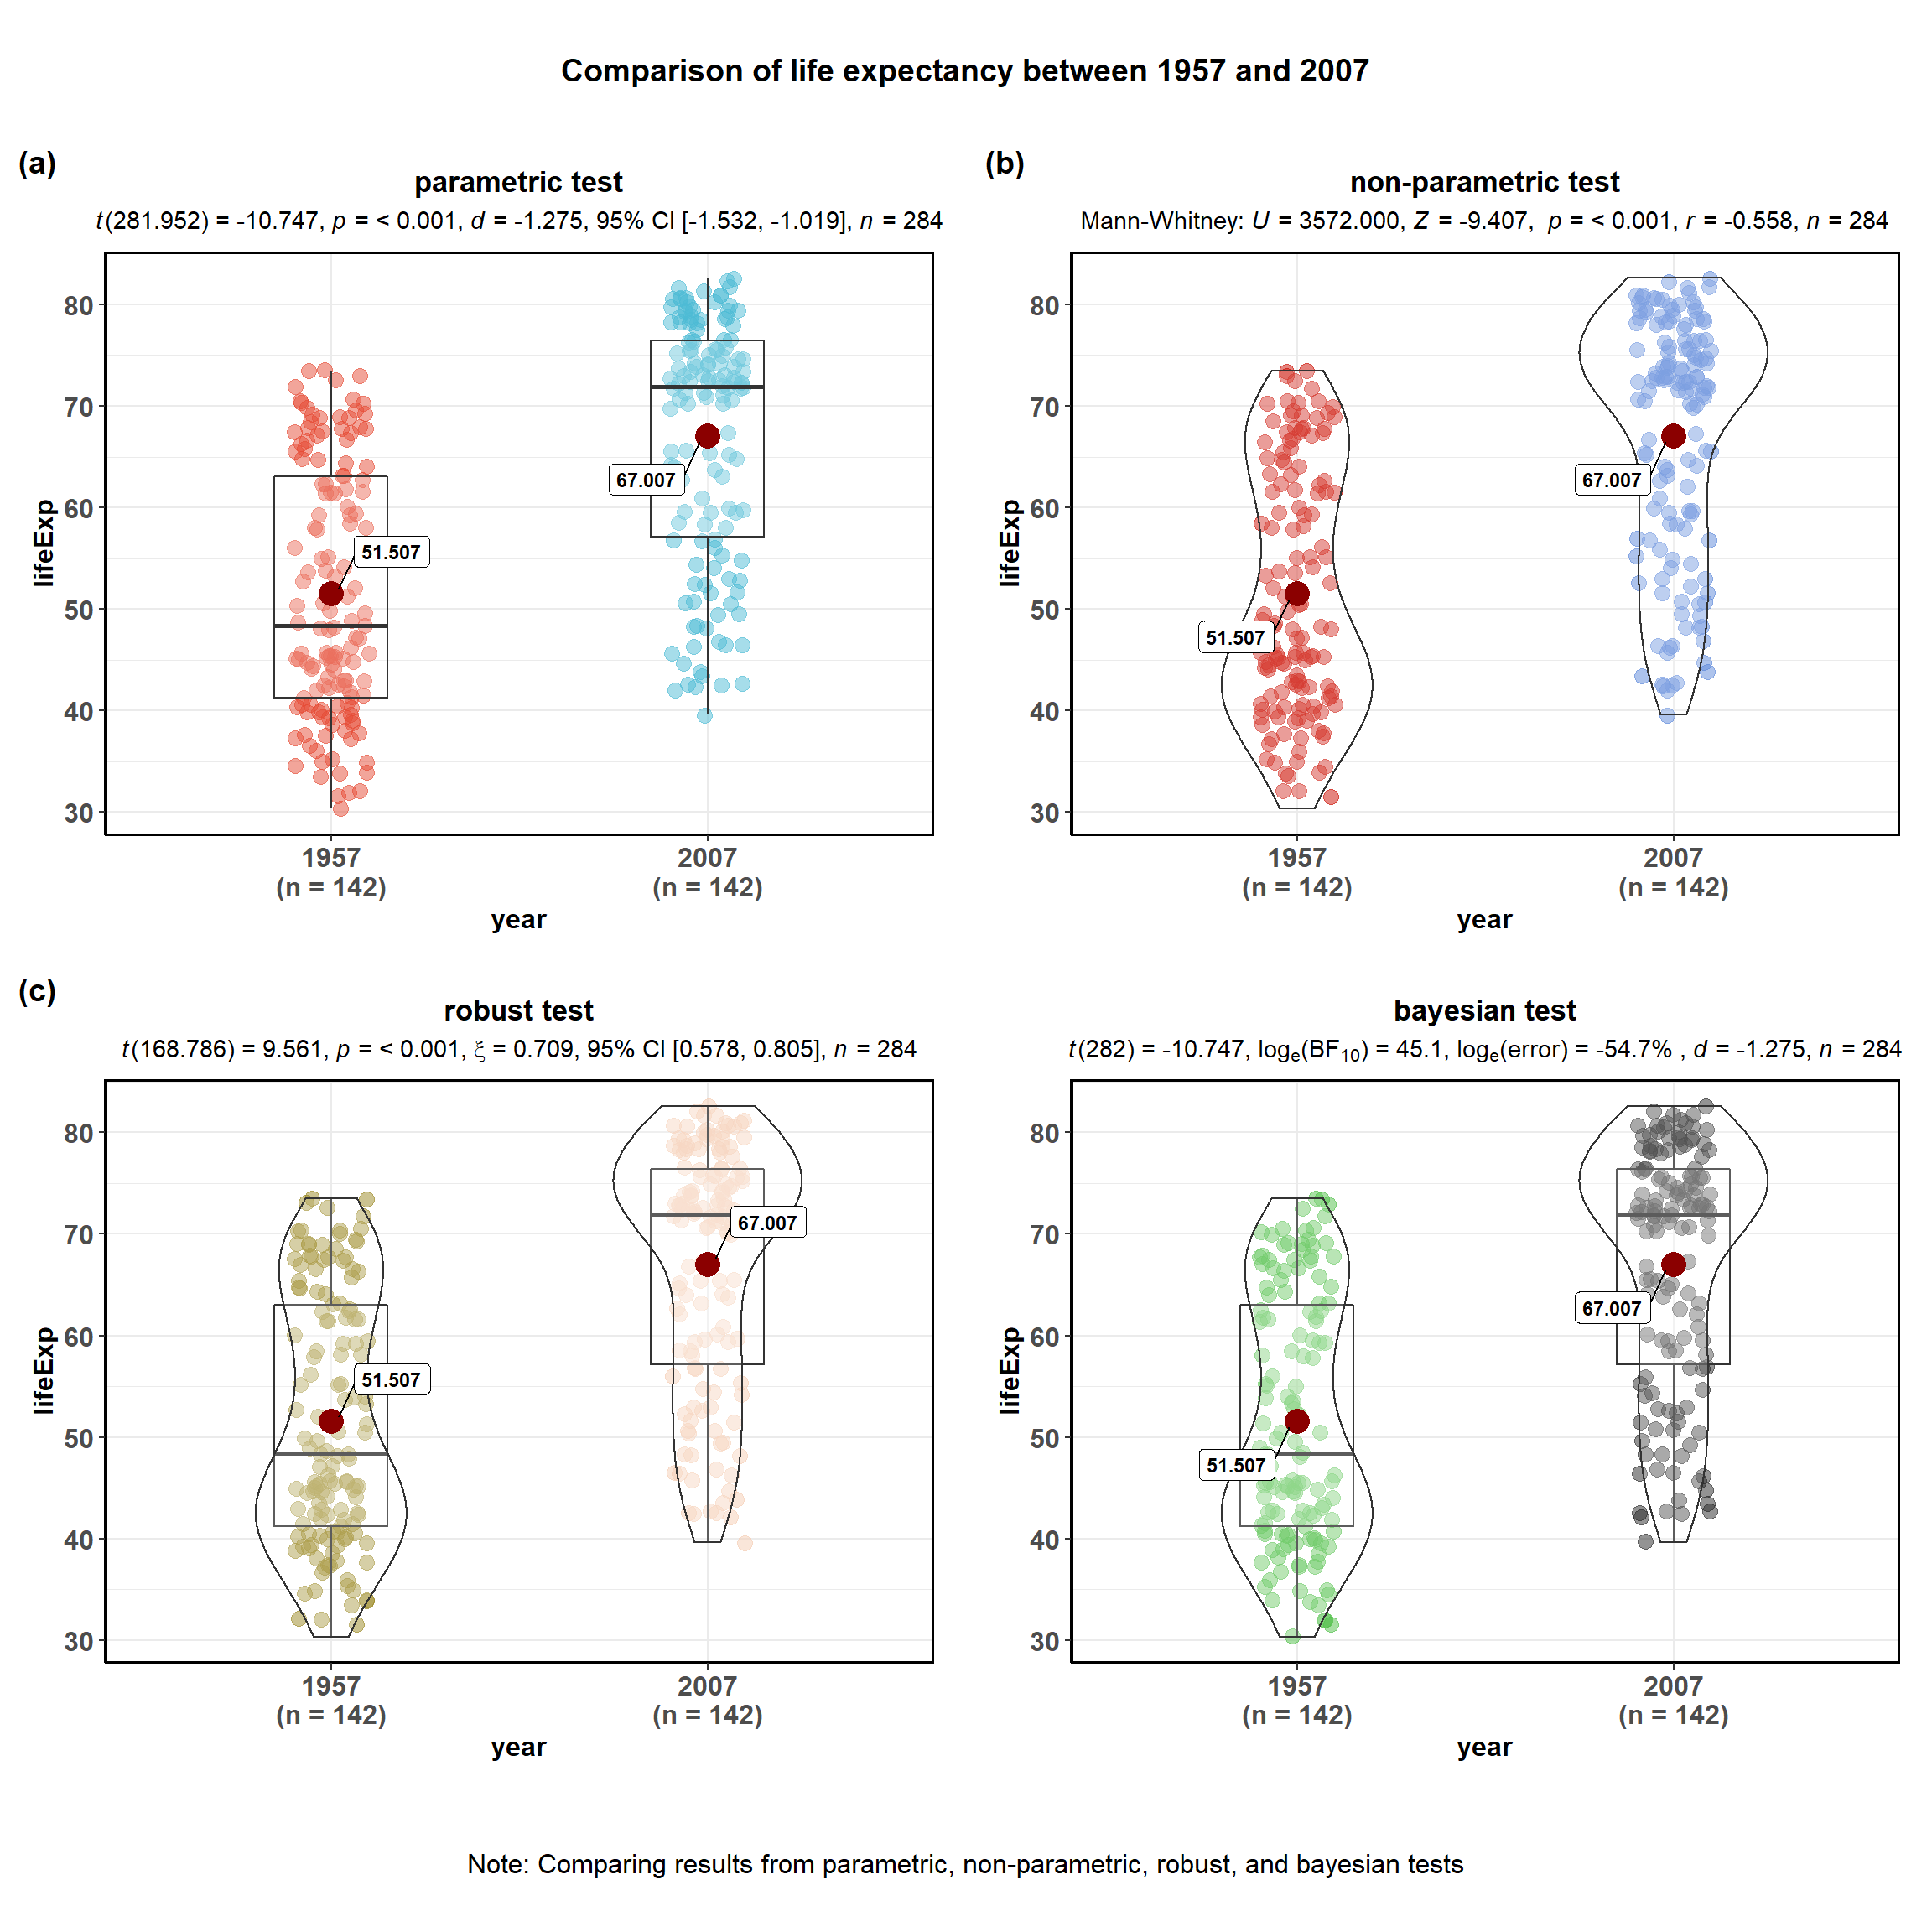 Comparison of life expectancy between 1957 and 2007
(a)
parametric test
t(281.952) = -10.747, p = < 0.001, d = -1.275, 95% CI [-1.532, -1.019], n = 284
lifeExp
80
70
60
50
40
30
51.507
67.007
1957
(n = 142)
2007
(n = 142)
year
(b)
non-parametric test
Mann-Whitney: U = 3572.000, Z = -9.407, p = < 0.001, r = -0.558, n = 284
lifeExp
80
70
60
50
40
30
51.507
67.007
1957
(n = 142)
2007
(n = 142)
year
(c)
robust test
t(168.786) = 9.561, p = < 0.001, ξ = 0.709, 95% CI [0.578, 0.805], n = 284
lifeExp
80
70
60
50
40
30
51.507
67.007
1957
(n = 142)
2007
(n = 142)
year
bayesian test
t(282) = -10.747, logₑ(BF₁₀) = 45.1, logₑ(error) = -54.7% , d = -1.275, n = 284
lifeExp
80
70
60
50
40
30
51.507
67.007
1957
(n = 142)
2007
(n = 142)
year
Note: Comparing results from parametric, non-parametric, robust, and bayesian tests